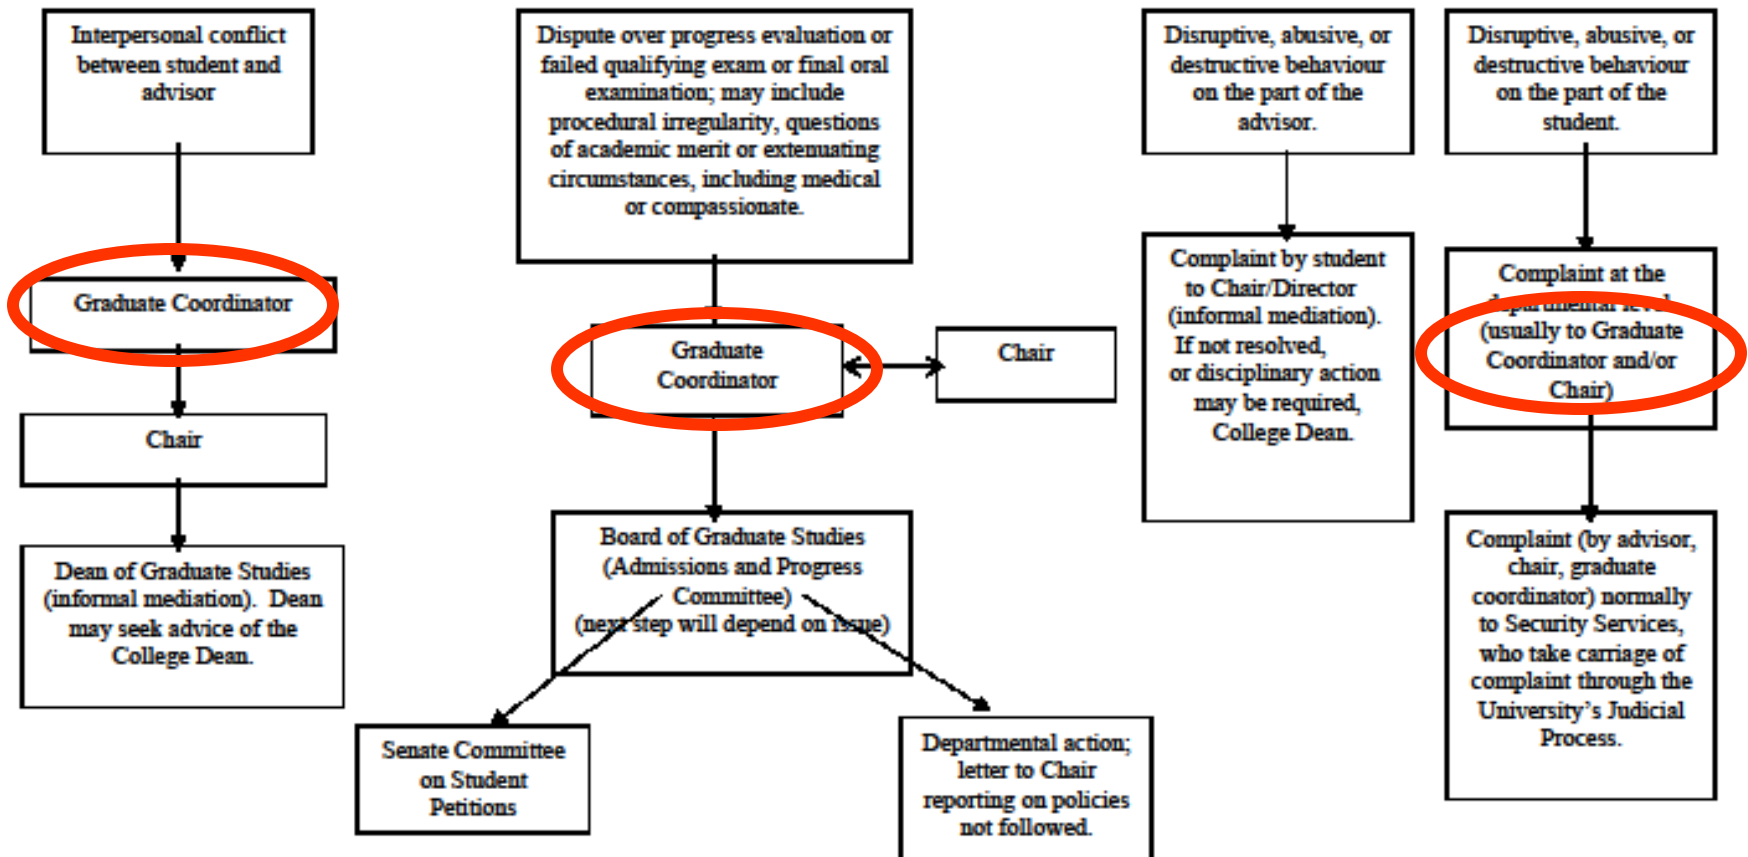 Interpersonal conflict
between student and
advisor
Graduate Coordinator
Chair
Dean of Graduate Studies
(informal mediation).  Dean
may seek advice of the
College Dean.
Dispute over progress evaluation or
failed qualifying exam or final oral
examination; may include
procedural irregularity, questions
of academic merit or extenuating
circumstances, including medical
or compassionate.
Graduate
Coordinator
Chair
Board of Graduate Studies
(Admissions and Progress
Committee)
(next step will depend on issue)
Senate Committee
on Student
Petitions
Departmental action;
letter to Chair
reporting on policies
not followed.
Disruptive, abusive, or
destructive behaviour
on the part of the
advisor.
Complaint by student
to Chair/Director
(informal mediation).
If not resolved,
or disciplinary action
may be required,
College Dean.
Disruptive, abusive, or
destructive behaviour
on the part of the
student.
Complaint at the
departmental level
(usually to Graduate
Coordinator and/or
Chair)
Complaint (by advisor,
chair, graduate
coordinator) normally
to Security Services,
who take carriage of
complaint through the
University's Judicial
Process.